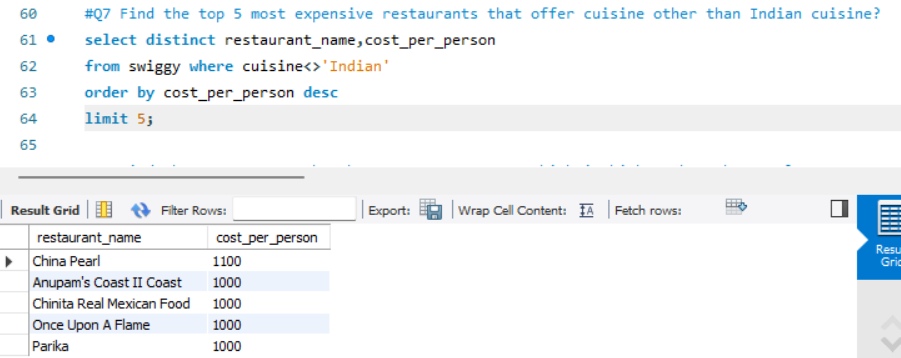 60 #Q7 Find the top 5 most expensive restaurants that offer cuisine other than Indian cuisine?
61 select distinct restaurant_name,cost_per_person
62 from swiggy where cuisine<>'Indian'
63 order by cost_per_person desc
64 limit 5;
65
Result Grid Filter Rows: Export: Wrap Cell Content: IA Fetch rows:
restaurant_name cost_per_person
China Pearl 1100
Anupam's Coast II Coast 1000
Chinita Real Mexican Food 1000
Once Upon A Flame 1000
Parika 1000